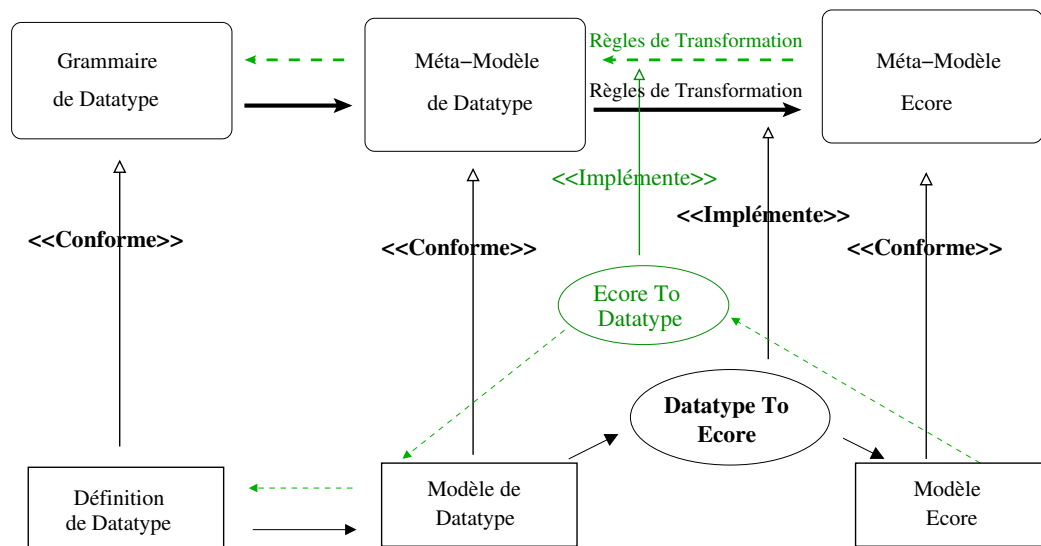 Grammaire
de Datatype
Méta−Modèle
de Datatype
Règles de Transformation
Règles de Transformation
Méta−Modèle
Ecore
<<Implémente>>
<<Implémente>>
<<Conforme>>
<<Conforme>>
<<Conforme>>
Ecore To
Datatype
Datatype To
Ecore
Définition
de Datatype
Modèle de
Datatype
Modèle
Ecore